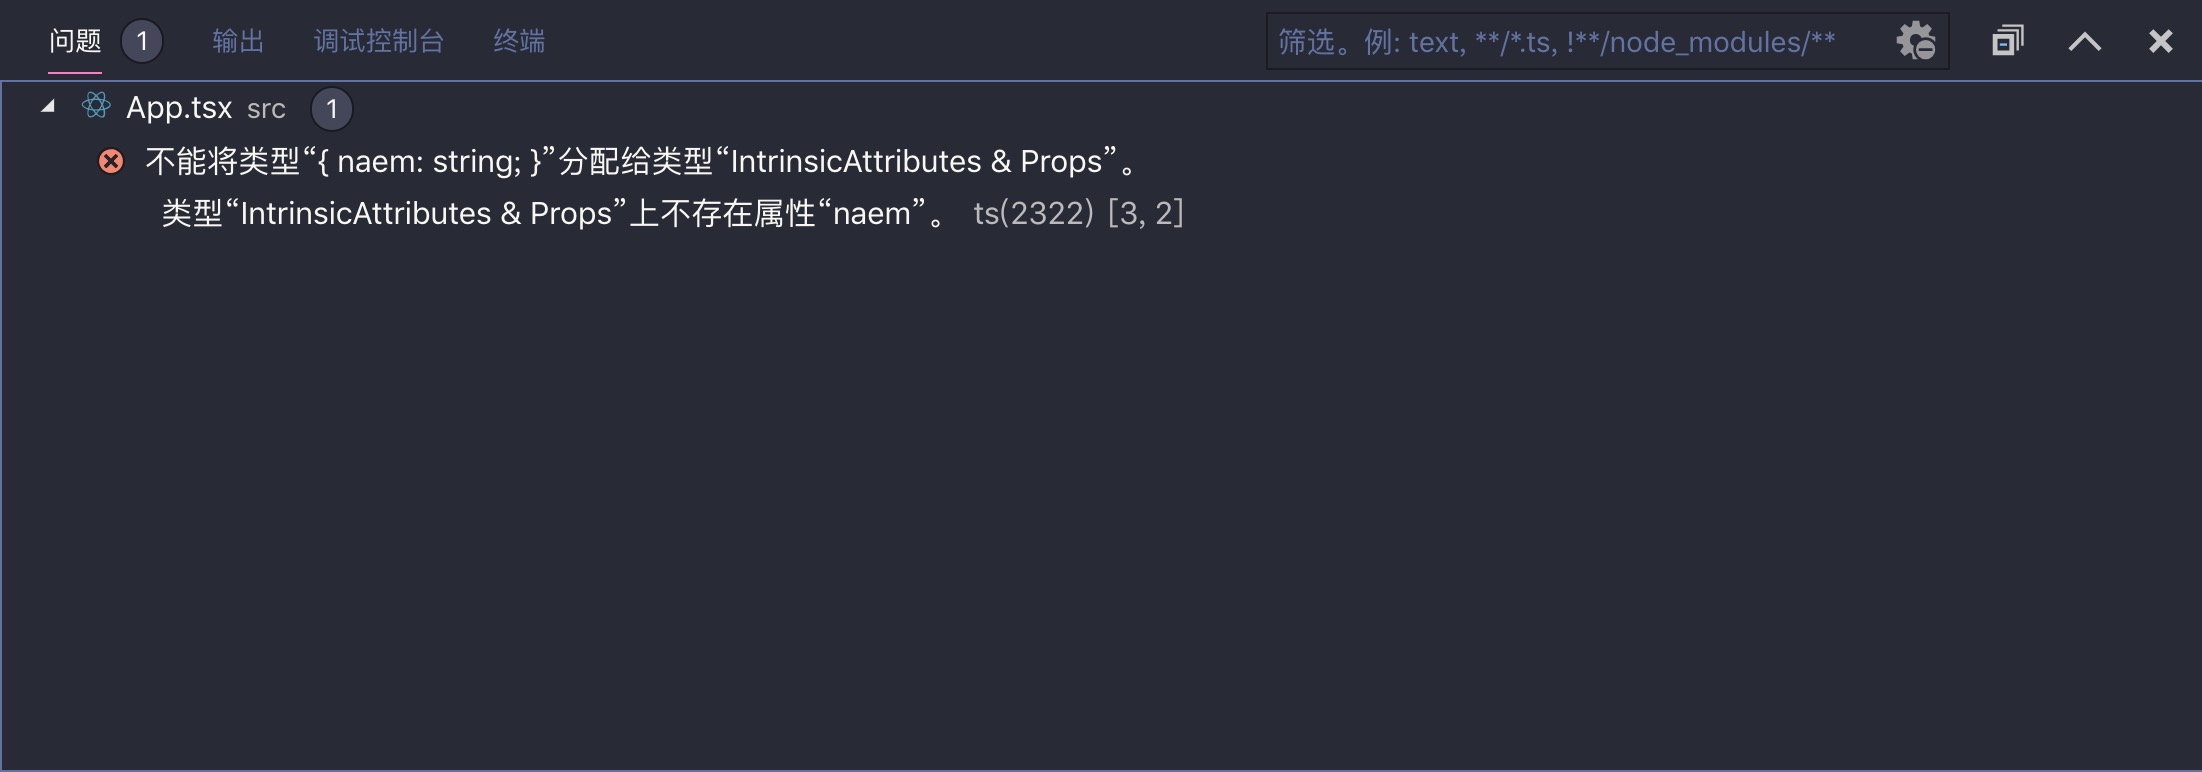 问题 1 输出 调试控制台 终端 筛选。例: text, **/*.ts, !**/node_modules/**
App.tsx src 1
不能将类型“{ naem: string; }”分配给类型“IntrinsicAttributes & Props”。
类型“IntrinsicAttributes & Props”上不存在属性“naem”。 ts(2322) [3, 2]